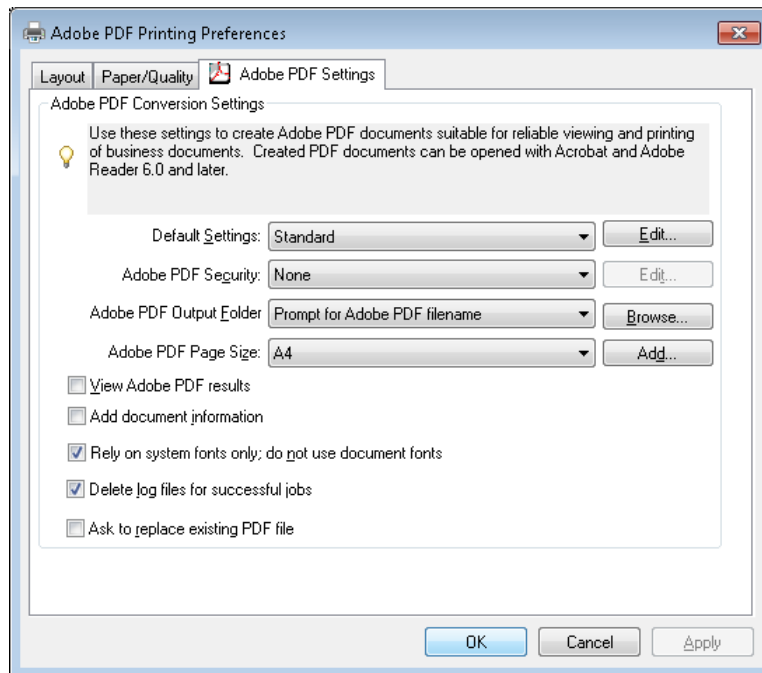 Adobe PDF Printing Preferences
Layout Paper/Quality Adobe PDF Settings
Adobe PDF Conversion Settings
Use these settings to create Adobe PDF documents suitable for reliable viewing and printing
of business documents. Created PDF documents can be opened with Acrobat and Adobe
Reader 6.0 and later.
Default Settings: Standard Edit...
Adobe PDF Security: None Edit...
Adobe PDF Output Folder Prompt for Adobe PDF filename Browse...
Adobe PDF Page Size: A4 Add...
View Adobe PDF results
Add document information
Rely on system fonts only; do not use document fonts
Delete log files for successful jobs
Ask to replace existing PDF file
OK Cancel Apply